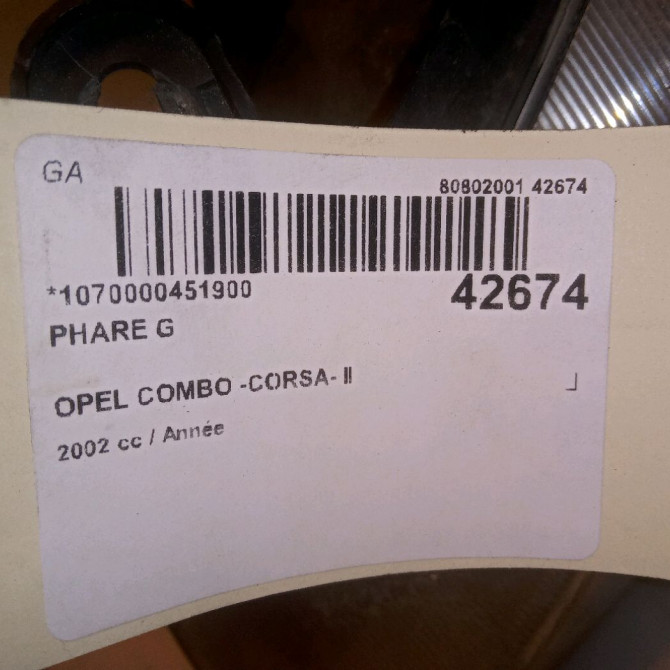 GA
80802001 42674
*1070000451900
42674
PHARE G
OPEL COMBO -CORSA- II
2002 cc / Année